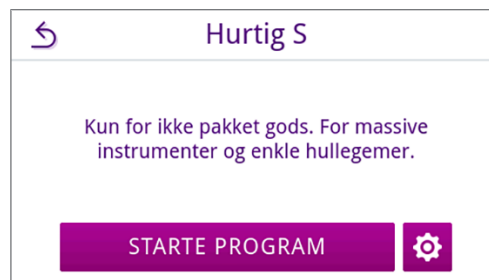 Hurtig S
Kun for ikke pakket gods. For massive
instrumenter og enkle hullegemer.
STARTE PROGRAM